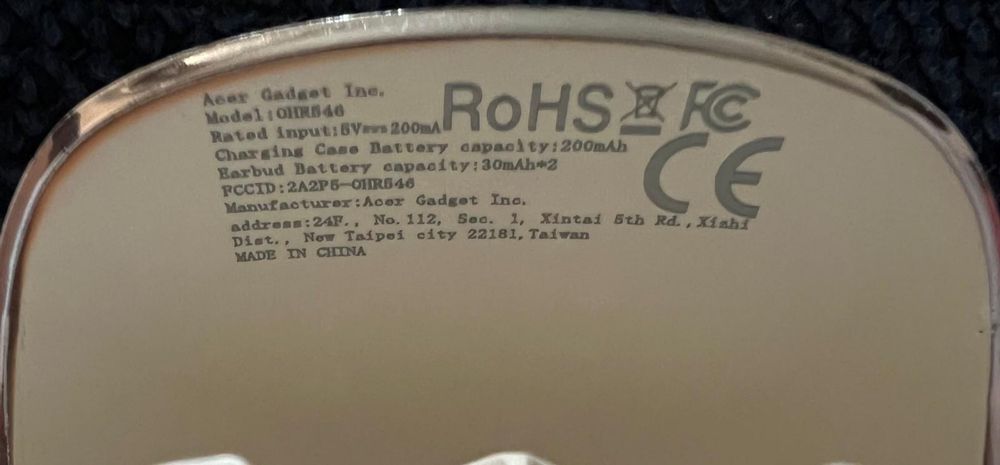 Acer Gadget Inc.
Model:OHR546
Rated input:5V⎓200mA
Charging Case Battery capacity:200mAh
Earbud Battery capacity:30mAh*2
FCCID:2A2P5-OHR546
Manufacturer:Acer Gadget Inc.
address:24F., No.112, Sec. 1, Xintai 5th Rd.,Xishi
Dist., New Taipei city 22181,Taiwan
MADE IN CHINA
RoHS FC
CE